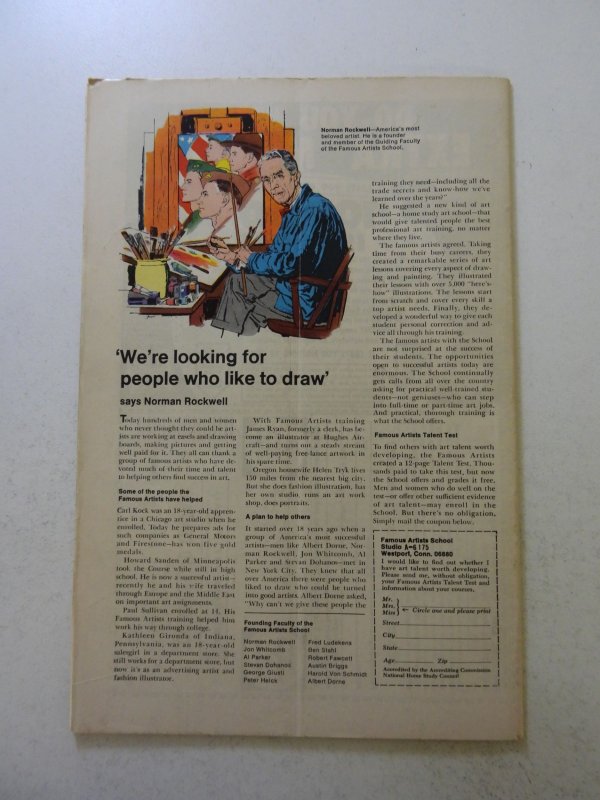 Norman Rockwell—America's most
beloved artist. He is a founder
and member of the Guiding Faculty
of the Famous Artists School.
'We're looking for
people who like to draw'
says Norman Rockwell
Today hundreds of men and women
who never thought they could be art-
ists are working at easels and drawing
boards, making pictures and getting
well paid for it. They all can thank a
group of famous artists who have de-
voted much of their time and talent
to helping others find success in art.
Some of the people the
Famous Artists have helped
Carl Kock was an 18-year-old appren-
tice in a Chicago art studio when he
enrolled. Today he prepares ads for
such companies as General Motors
and Firestone—has won five gold
medals.
Howard Sanden of Minneapolis
took the Course while still in high
school. He is now a successful artist—
recently he and his wife traveled
through Europe and the Middle East
on important art assignments.
Paul Sullivan enrolled at 14. His
Famous Artists training helped him
work his way through college.
Kathleen Gironda of Indiana,
Pennsylvania, was an 18-year-old
salesgirl in a department store. She
still works for a department store, but
now it's as an advertising artist and
fashion illustrator.
With Famous Artists training
James Ryan, formerly a clerk, has be-
come an illustrator at Hughes Air-
craft—and turns out a steady stream
of well-paying free-lance artwork in
his spare time.
Oregon housewife Helen Tryk lives
150 miles from the nearest big city.
But she does fashion illustration, has
her own studio, runs an art work
shop, does portraits.
A plan to help others
It started over 18 years ago when a
group of America's most successful
artists—men like Albert Dorne, Nor-
man Rockwell, Jon Whitcomb, Al
Parker and Stevan Dohanos—met in
New York City. They knew that all
over America there were people who
liked to draw who could be turned
into good artists. Albert Dorne asked,
"Why can't we give these people the
Founding Faculty of the
Famous Artists School
Norman Rockwell
Jon Whitcomb
Al Parker
Stevan Dohanos
George Giusti
Peter Helck
Fred Ludekens
Ben Stahl
Robert Fawcett
Austin Briggs
Harold Von Schmidt
Albert Dorne
training they need—including all the
trade secrets and know-how we've
learned over the years?"
He suggested a new kind of art
school—a home study art school—that
would give talented people the best
professional art training, no matter
where they live.
The famous artists agreed. Taking
time from their busy careers, they
created a remarkable series of art
lessons covering every aspect of draw-
ing and painting. They illustrated
their lessons with over 5,000 "here's-
how" illustrations. The lessons start
from scratch and cover every skill a
top artist needs. Finally, they de-
veloped a wonderful way to give each
student personal correction and ad-
vice all through his training.
The famous artists with the School
are not surprised at the success of
their students. The opportunities
open to successful artists today are
enormous. The School continually
gets calls from all over the country
asking for practical well-trained stu-
dents—not geniuses—who can step
into full-time or part-time art jobs.
And practical, thorough training is
what the School offers.
Famous Artists Talent Test
To find others with art talent worth
developing, the Famous Artists
created a 12-page Talent Test. Thou-
sands paid to take this test, but now
the School offers and grades it free.
Men and women who do well on the
test—or offer other sufficient evidence
of art talent—may enroll in the
School. But there's no obligation.
Simply mail the coupon below.
Famous Artists School
Studio A-6175
Westport, Conn. 06880
I would like to find out whether I
have art talent worth developing.
Please send me, without obligation,
your Famous Artists Talent Test and
information about your courses.
Mr.
Mrs.
Miss
Circle one and please print
Street
City
State
Age Zip
Accredited by the Accrediting Commission
National Home Study Council